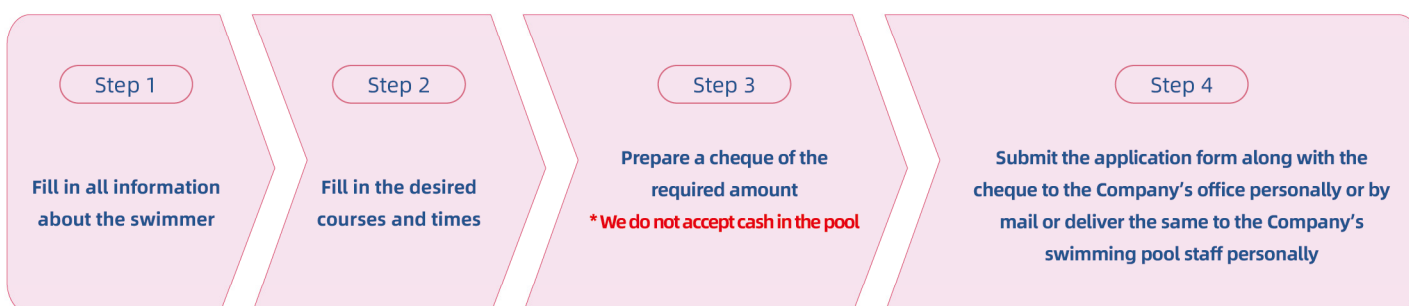 Step 1
Fill in all information
about the swimmer
Step 2
Fill in the desired
courses and times
Step 3
Prepare a cheque of the
required amount
* We do not accept cash in the pool
Step 4
Submit the application form along with the
cheque to the Company’s office personally or by
mail or deliver the same to the Company’s
swimming pool staff personally